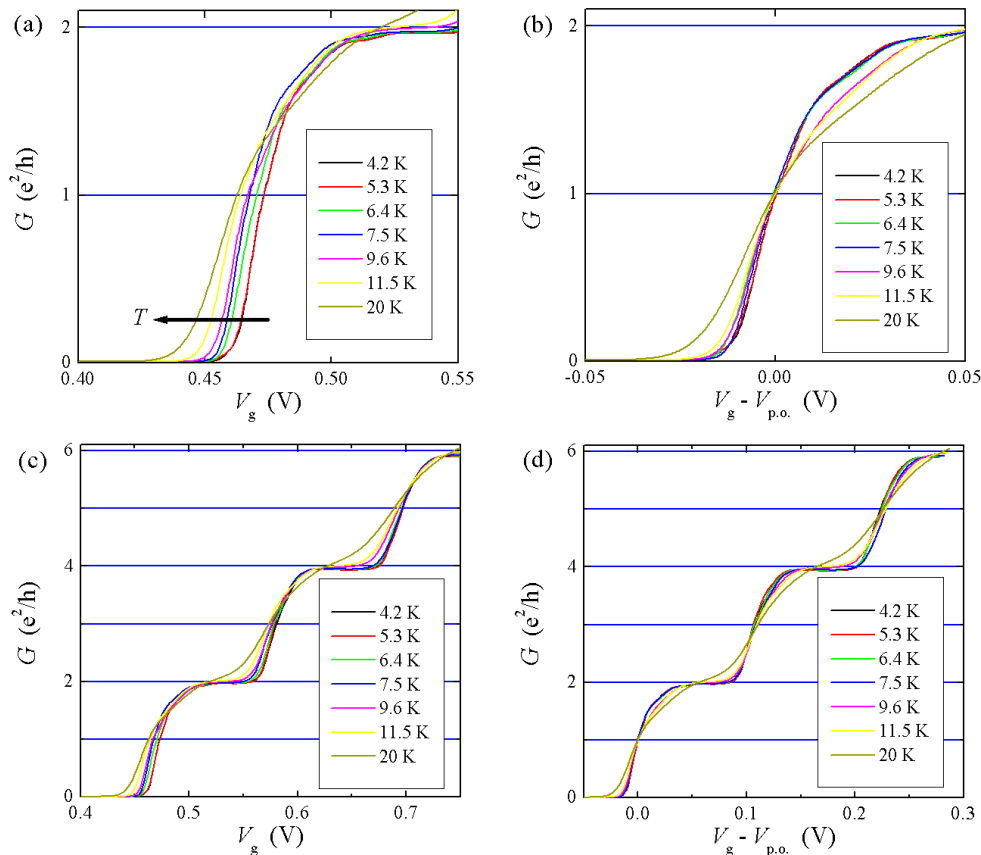 (a)
2
1
0
G (e²/h)
4.2 K
5.3 K
6.4 K
7.5 K
9.6 K
11.5 K
20 K
T
0.40 0.45 0.50 0.55
V_g (V)
(b)
2
1
0
G (e²/h)
4.2 K
5.3 K
6.4 K
7.5 K
9.6 K
11.5 K
20 K
-0.05 0.00 0.05
V_g - V_p.o. (V)
(c)
6
5
4
3
2
1
0
G (e²/h)
4.2 K
5.3 K
6.4 K
7.5 K
9.6 K
11.5 K
20 K
0.4 0.5 0.6 0.7
V_g (V)
(d)
6
5
4
3
2
1
0
G (e²/h)
4.2 K
5.3 K
6.4 K
7.5 K
9.6 K
11.5 K
20 K
0.0 0.1 0.2 0.3
V_g - V_p.o. (V)